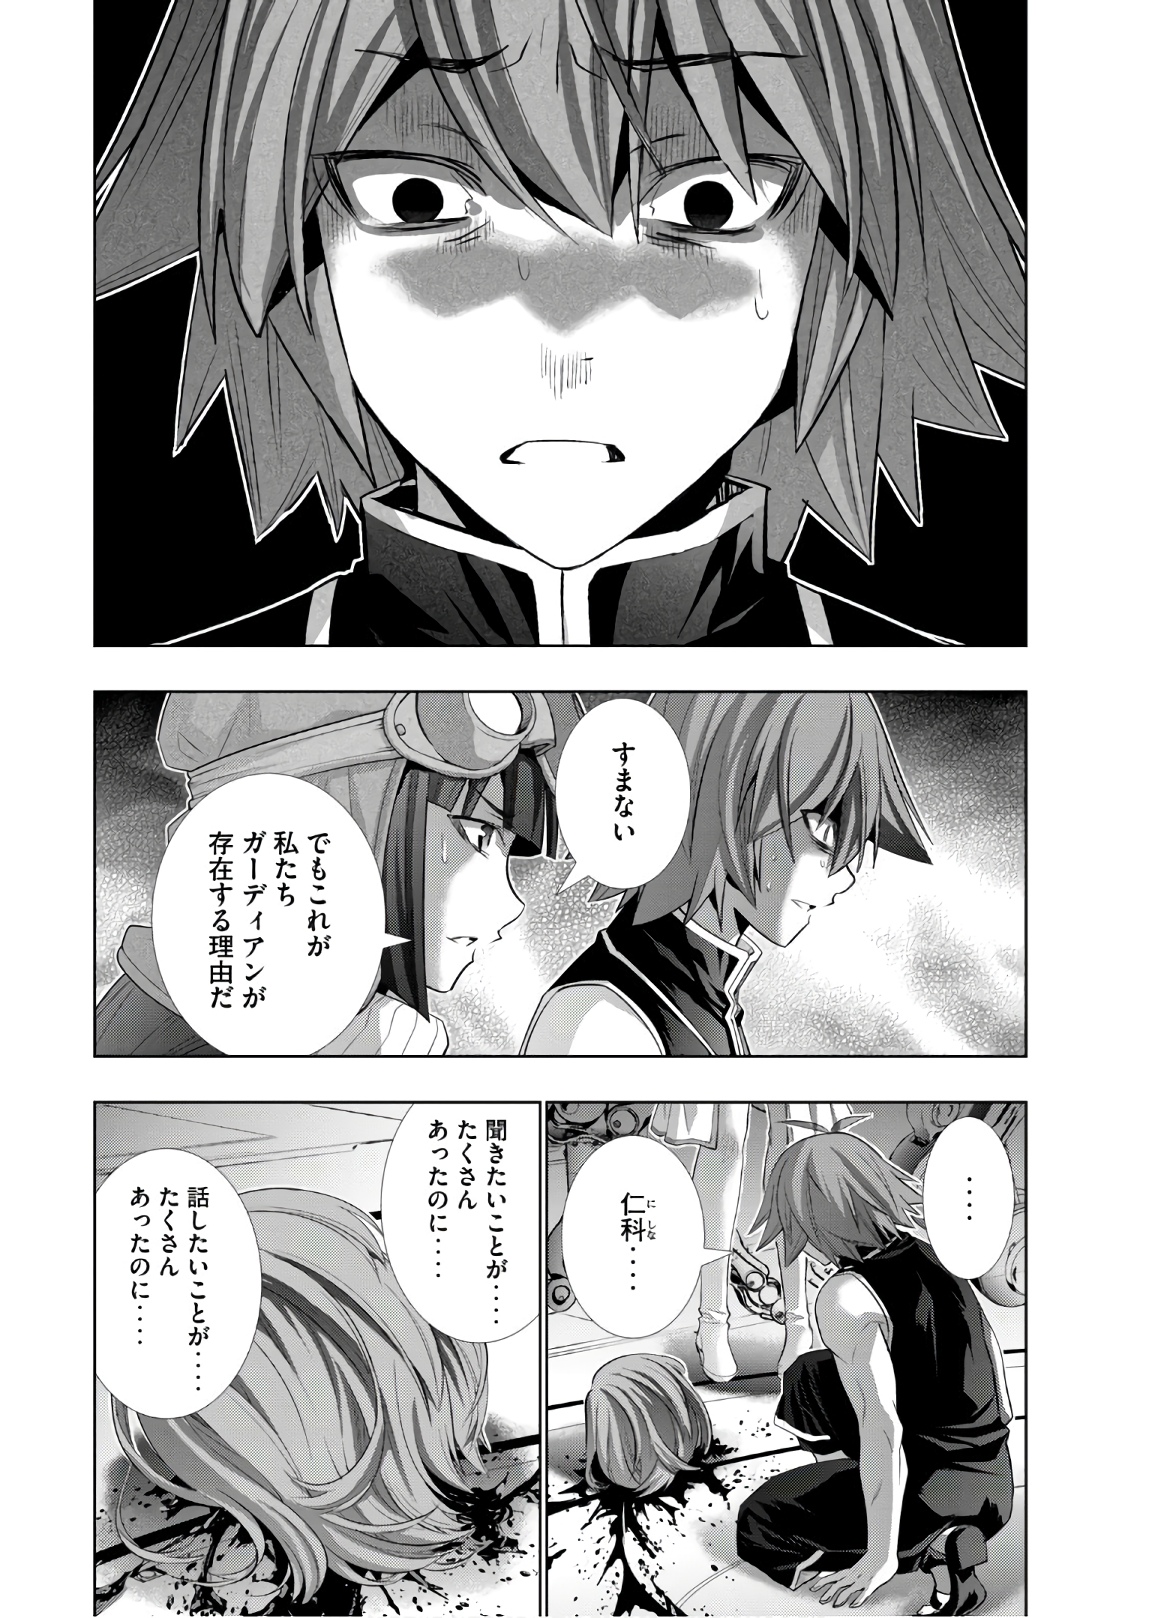 すまない
でもこれが
私たち
ガーディアンが
存在する理由だ
‥‥
仁科‥‥
にしな
聞きたいことが‥‥
たくさん
あったのに‥‥
話したいことが‥‥
たくさん
あったのに‥‥